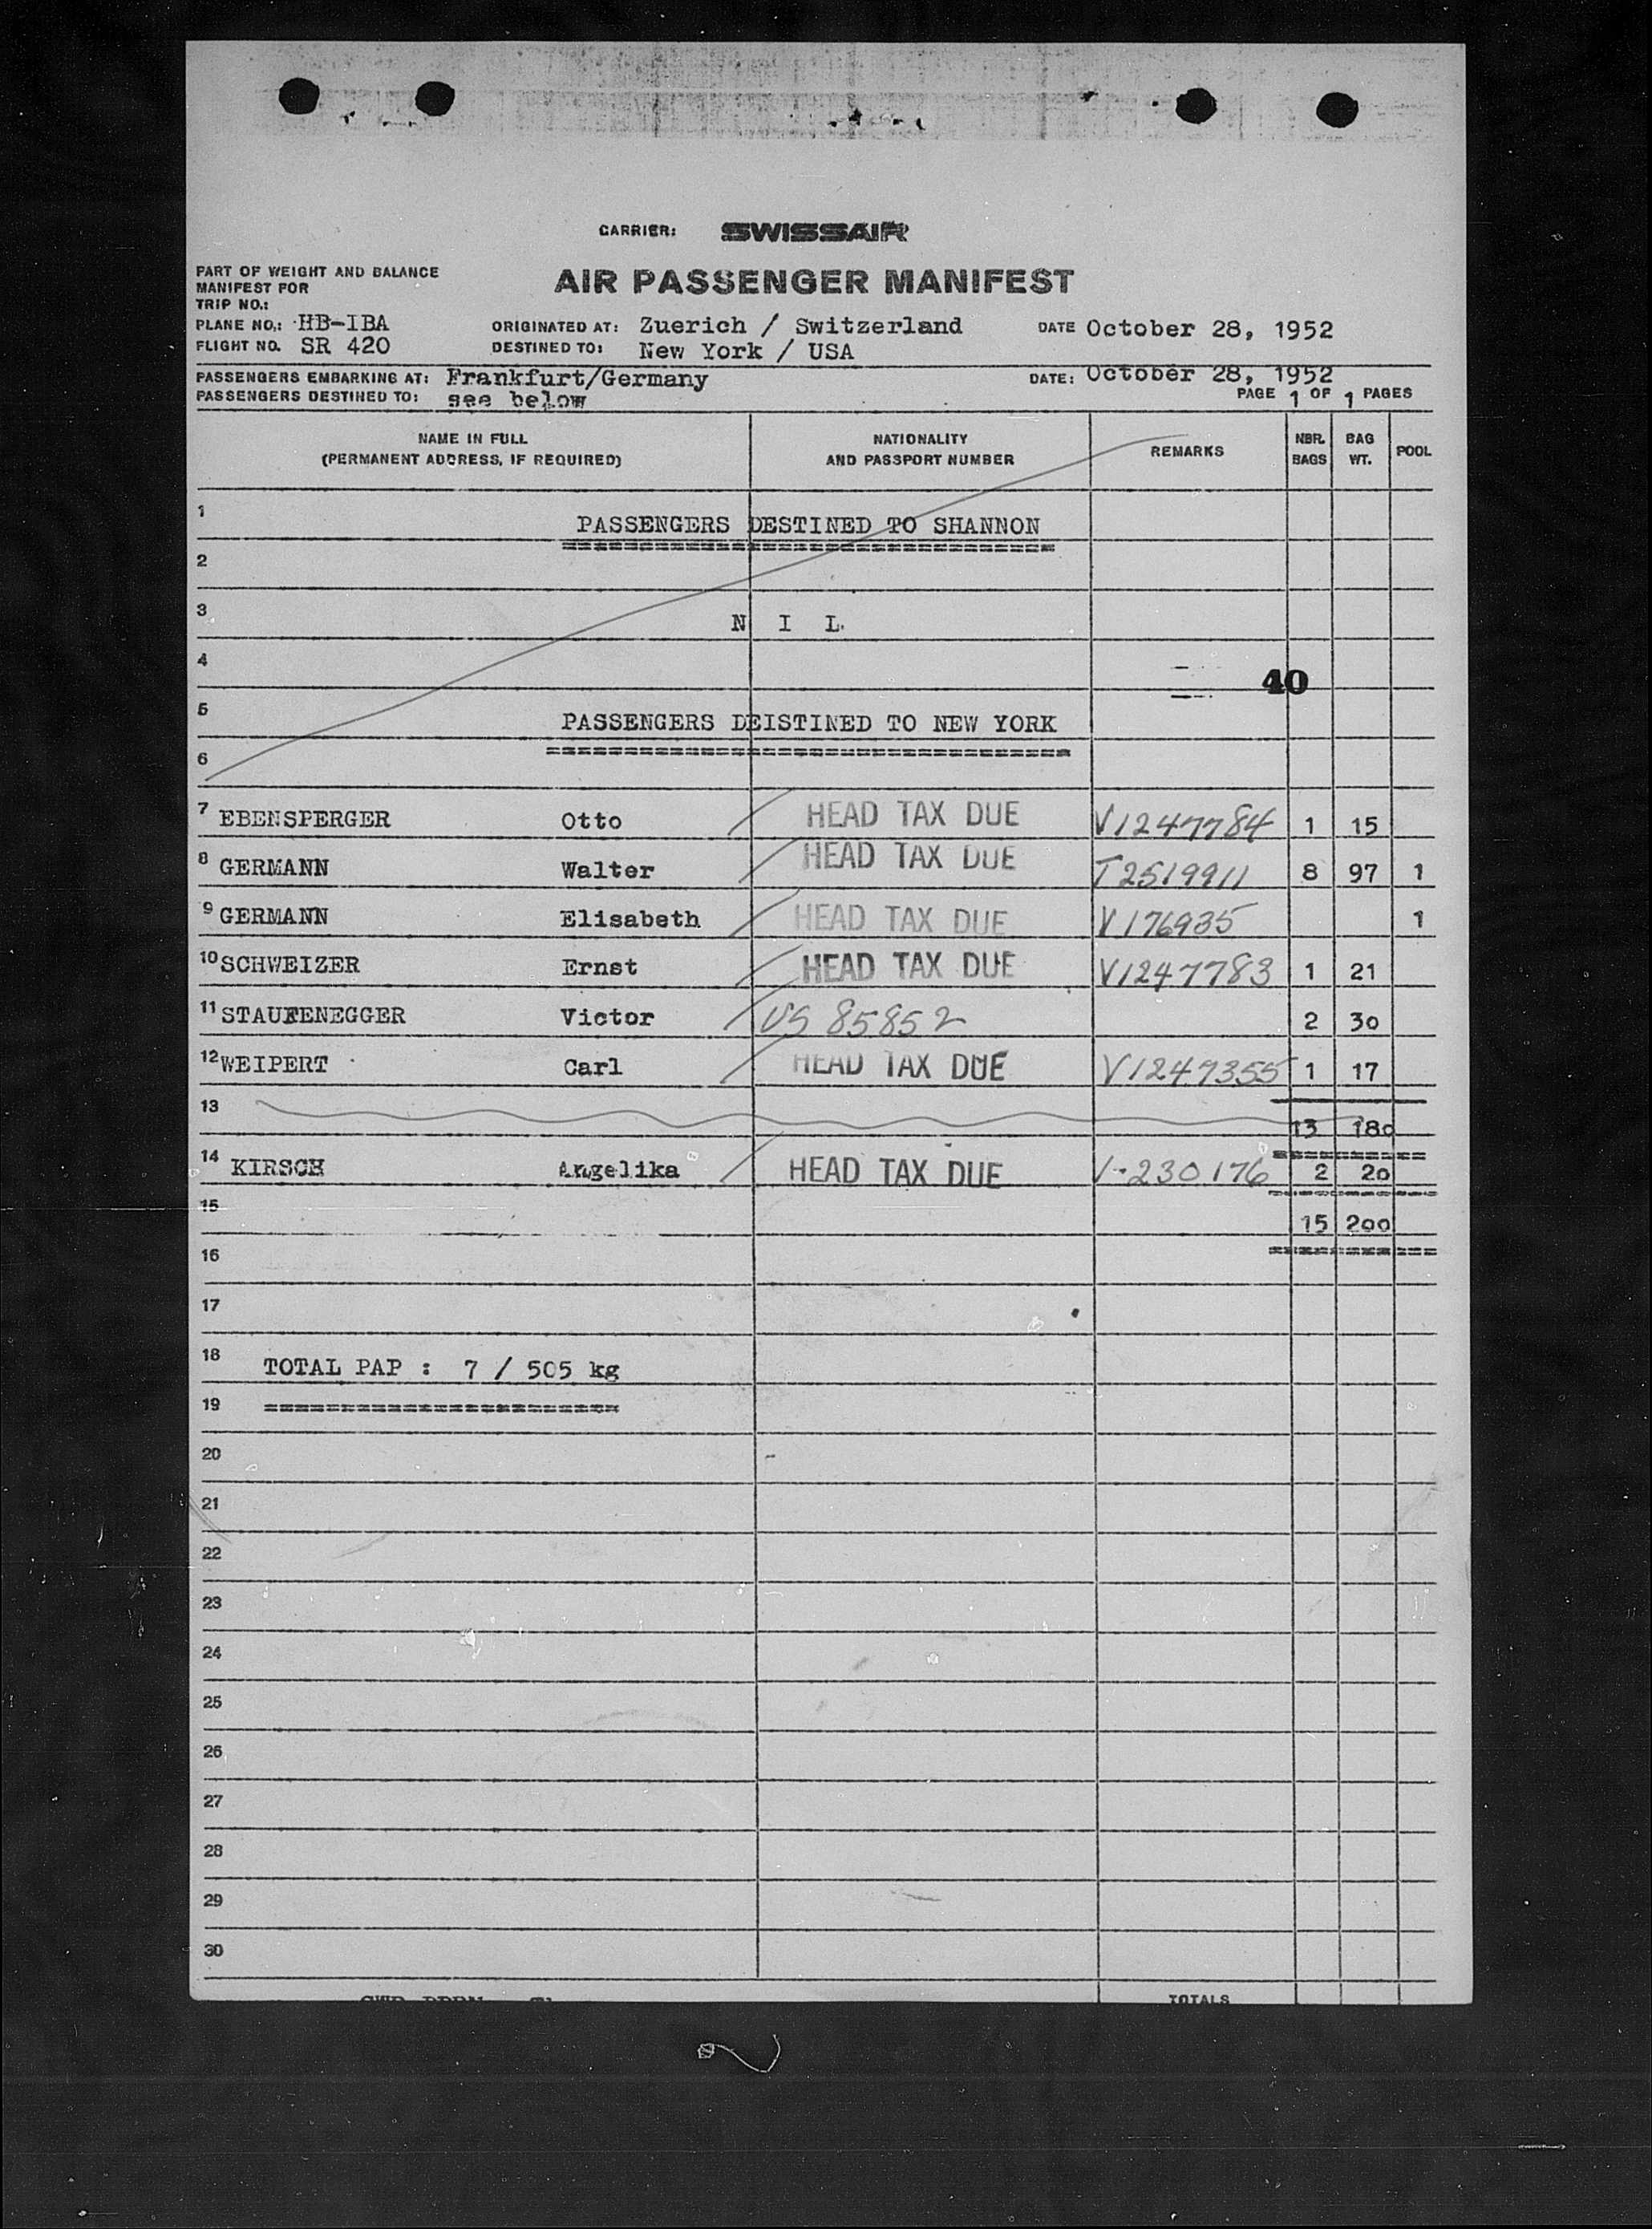 CARRIER: SWISSAIR
PART OF WEIGHT AND BALANCE
MANIFEST FOR
TRIP NO.:
AIR PASSENGER MANIFEST
PLANE NO.: HB-IBA ORIGINATED AT: Zuerich / Switzerland DATE October 28, 1952
FLIGHT NO. SR 420 DESTINED TO: New York / USA
PASSENGERS EMBARKING AT: Frankfurt/Germany DATE: October 28, 1952
PASSENGERS DESTINED TO: see below PAGE 1 OF 1 PAGES
NAME IN FULL NATIONALITY REMARKS NBR. BAG POOL
(PERMANENT ADDRESS, IF REQUIRED) AND PASSPORT NUMBER BAGS WT.
1 PASSENGERS DESTINED TO SHANNON
2
3 N I L.
4
40
5 PASSENGERS DEISTINED TO NEW YORK
6
7 EBENSPERGER Otto HEAD TAX DUE V1247784 1 15
8 GERMANN Walter HEAD TAX DUE T2519911 8 97 1
9 GERMANN Elisabeth HEAD TAX DUE V176935 1
10 SCHWEIZER Ernst HEAD TAX DUE V1247783 1 21
11 STAUFENEGGER Victor US 85852 2 30
12 WEIPERT Carl HEAD TAX DUE V1247355 1 17
13 13 180
14 KIRSCH Angelika HEAD TAX DUE V-230176 2 20
15 15 200
16
17
18 TOTAL PAP : 7 / 505 kg
19
20
21
22
23
24
25
26
27
28
29
30
TOTALS